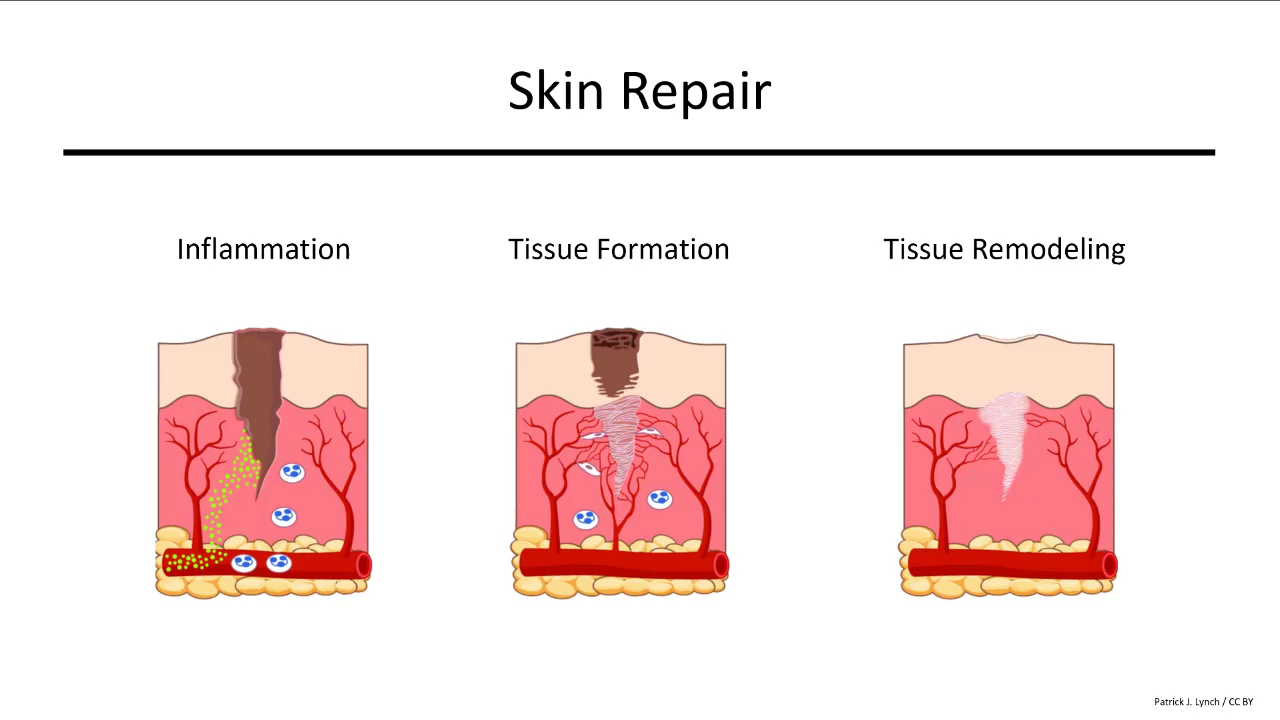 Skin Repair
Inflammation
Tissue Formation
Tissue Remodeling
Patrick J. Lynch / CC BY